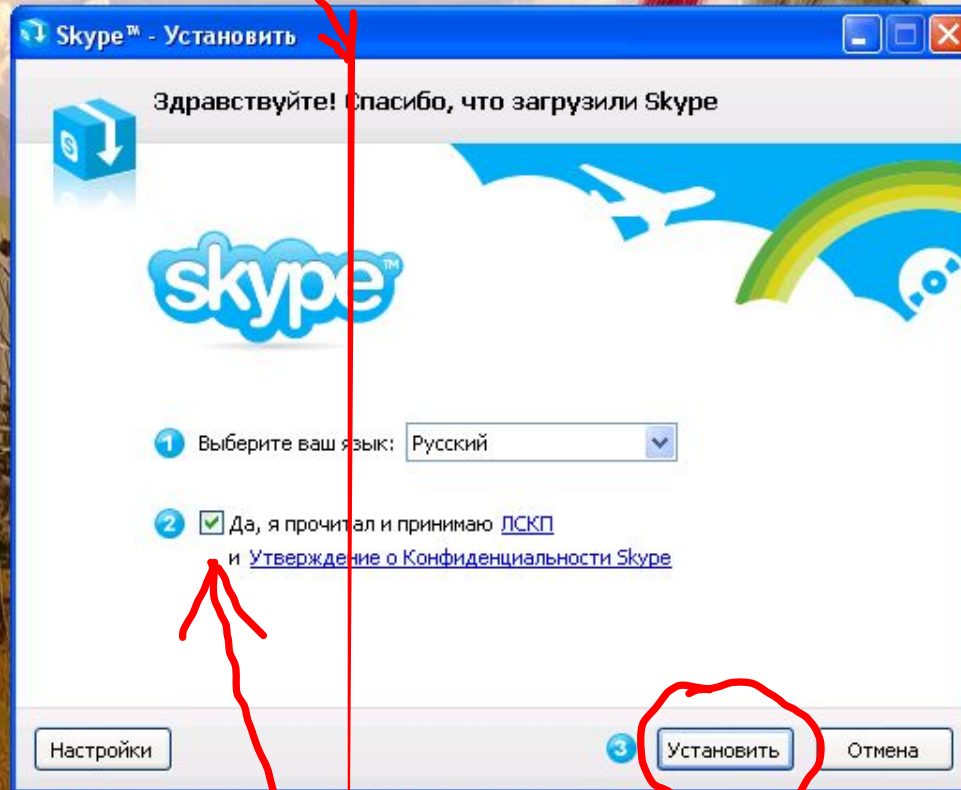 Skype™ - Установить
Здравствуйте! Спасибо, что загрузили Skype
S
skype™
1 Выберите ваш язык: Русский
2 Да, я прочитал и принимаю ЛСКП
и Утверждение о Конфиденциальности Skype
Настройки 3 Установить Отмена